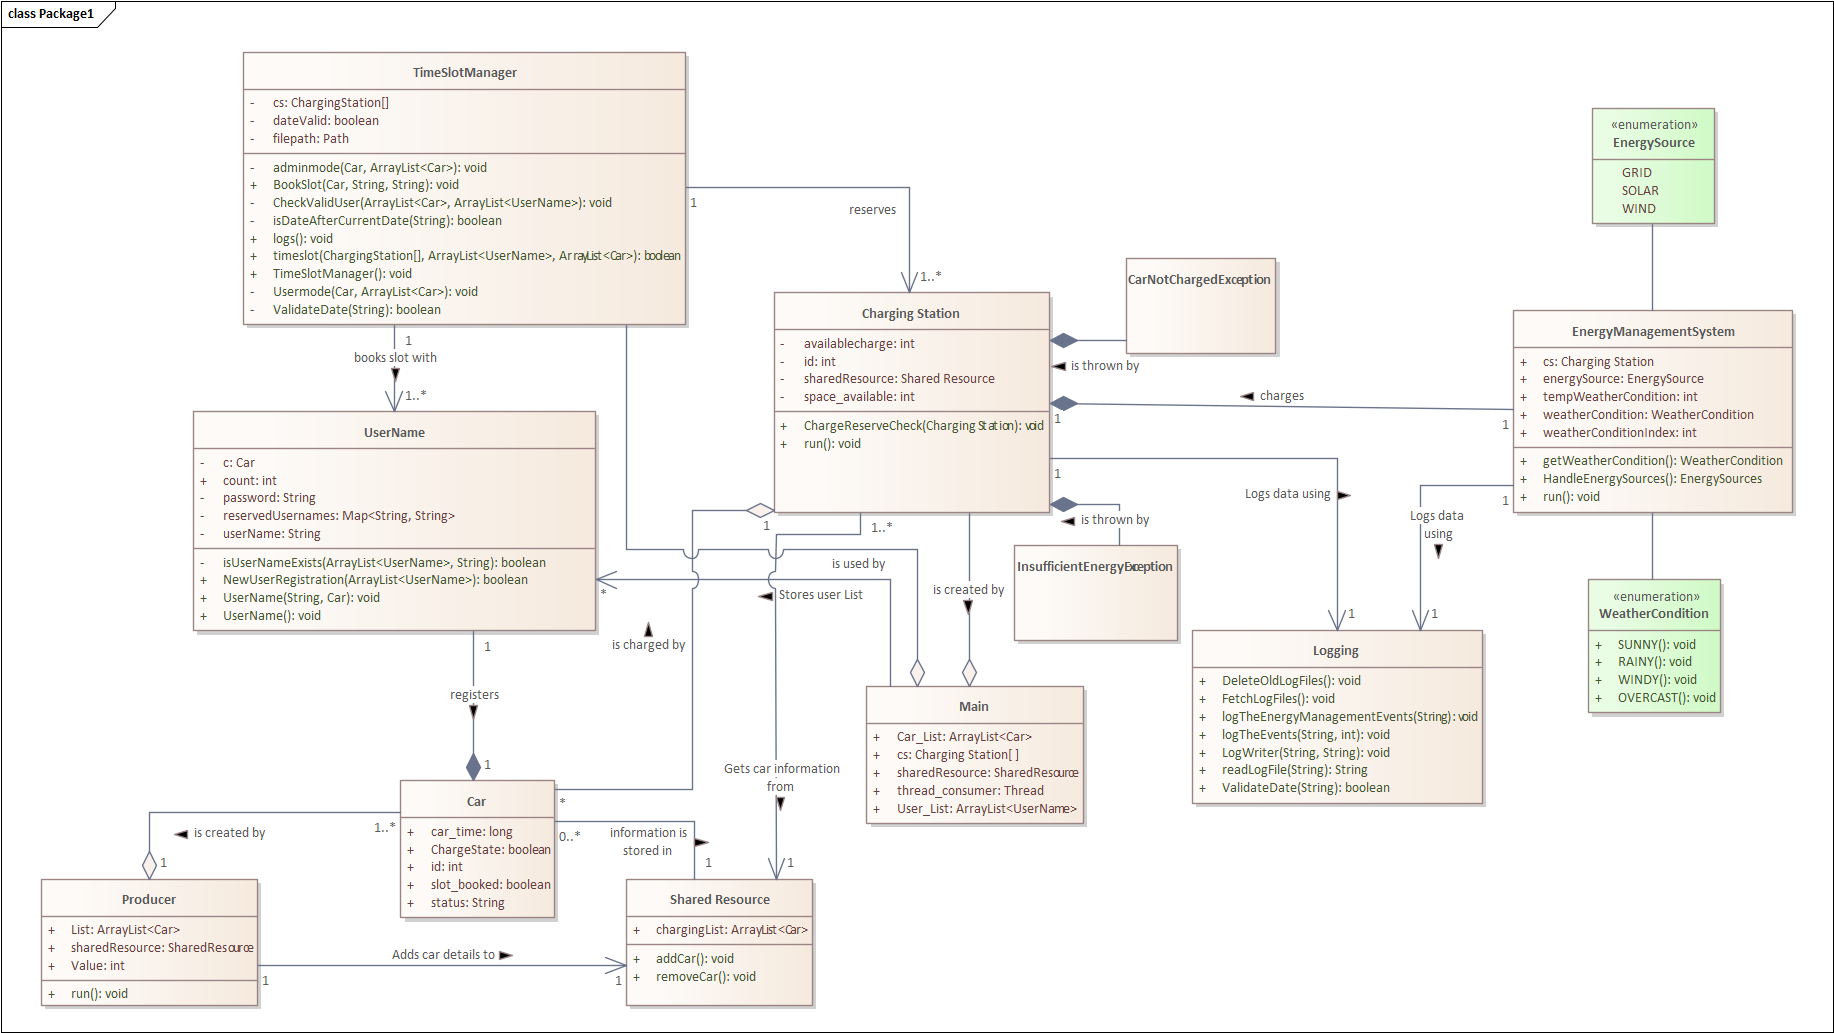 class Package1
TimeSlotManager
- cs: ChargingStation[]
- dateValid: boolean
- filepath: Path
- adminmode(Car, ArrayList<Car>): void
+ BookSlot(Car, String, String): void
- CheckValidUser(ArrayList<Car>, ArrayList<UserName>): void
- isDateAfterCurrentDate(String): boolean
+ logs(): void
+ timeslot(ChargingStation[], ArrayList<UserName>, ArrayList<Car>): boolean
+ TimeSlotManager(): void
- Usermode(Car, ArrayList<Car>): void
- ValidateDate(String): boolean
1
reserves
1..*
1
books slot with
1..*
«enumeration»
EnergySource
GRID
SOLAR
WIND
CarNotChargedException
Charging Station
- availablecharge: int
- id: int
- sharedResource: Shared Resource
- space_available: int
+ ChargeReserveCheck(Charging Station): void
+ run(): void
is thrown by
charges
1
1
EnergyManagementSystem
+ cs: Charging Station
+ energySource: EnergySource
+ tempWeatherCondition: int
+ weatherCondition: WeatherCondition
+ weatherConditionIndex: int
+ getWeatherCondition(): WeatherCondition
+ HandleEnergySources(): EnergySources
+ run(): void
UserName
- c: Car
+ count: int
- password: String
- reservedUsernames: Map<String, String>
- userName: String
- isUserNameExists(ArrayList<UserName>, String): boolean
+ NewUserRegistration(ArrayList<UserName>): boolean
+ UserName(String, Car): void
+ UserName(): void
1
Logs data using
1
1
Logs data
using
1
is thrown by
InsufficientEnergyException
1
1..*
is used by
*
Stores user List
is created by
is charged by
«enumeration»
WeatherCondition
+ SUNNY(): void
+ RAINY(): void
+ WINDY(): void
+ OVERCAST(): void
Logging
+ DeleteOldLogFiles(): void
+ FetchLogFiles(): void
+ logTheEnergyManagementEvents(String): void
+ logTheEvents(String, int): void
+ LogWriter(String, String): void
+ readLogFile(String): String
+ ValidateDate(String): boolean
1
registers
1
Main
+ Car_List: ArrayList<Car>
+ cs: Charging Station[ ]
+ sharedResource: SharedResource
+ thread_consumer: Thread
+ User_List: ArrayList<UserName>
Gets car information
from
1
Car
+ car_time: long
+ ChargeState: boolean
+ id: int
+ slot_booked: boolean
+ status: String
*
0..*
information is
stored in
1
1..*
is created by
1
Producer
+ List: ArrayList<Car>
+ sharedResource: SharedResource
+ Value: int
+ run(): void
Adds car details to
1
1
Shared Resource
+ chargingList: ArrayList<Car>
+ addCar(): void
+ removeCar(): void